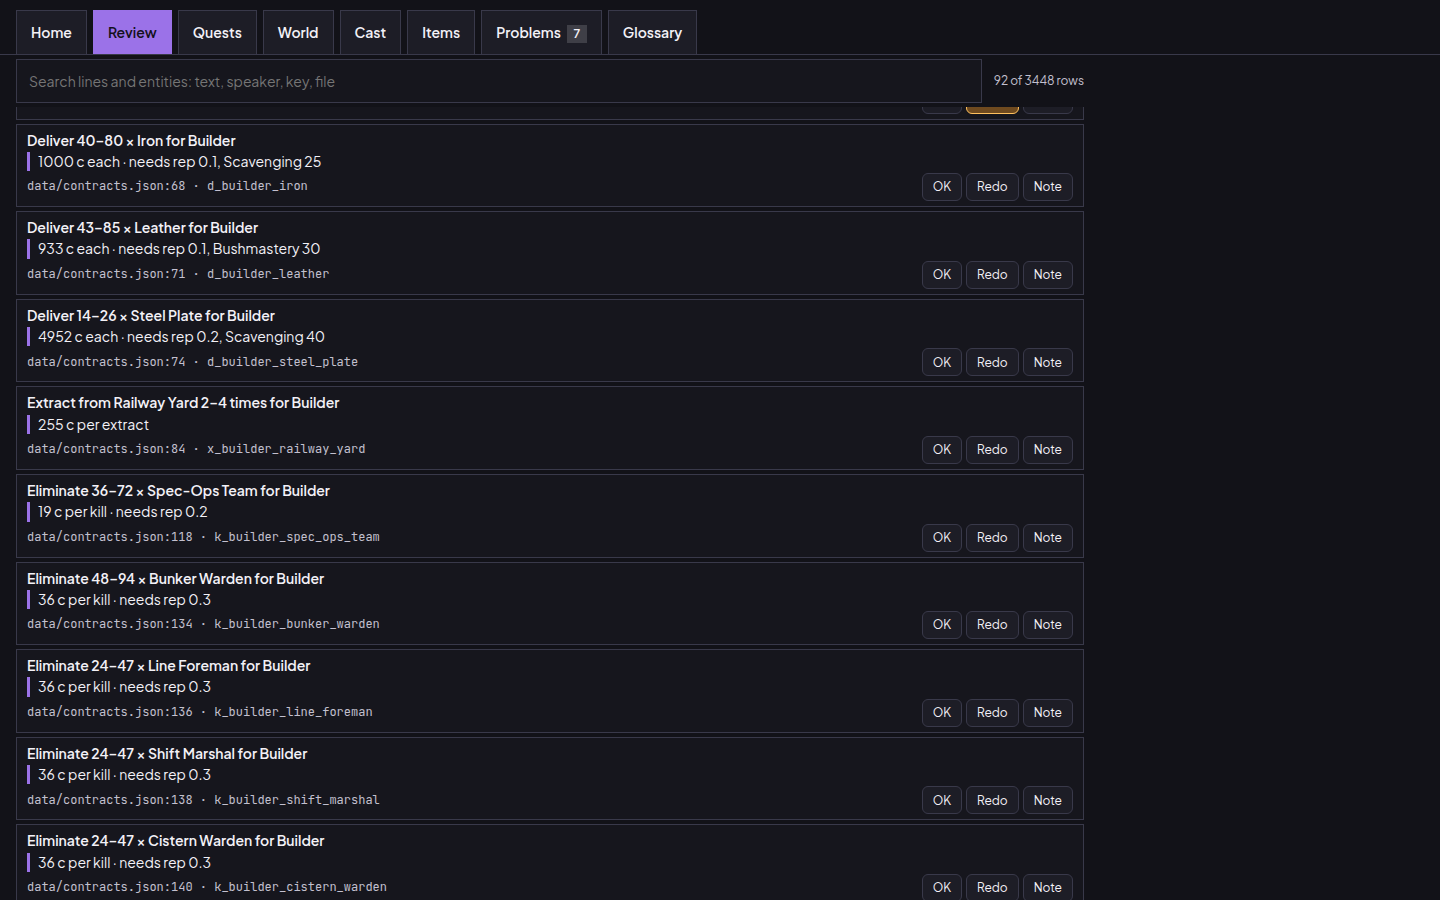 Home
Review
Quests
World
Cast
Items
Problems 7
Glossary
Search lines and entities: text, speaker, key, file
92 of 3448 rows
Deliver 40–80 × Iron for Builder
1000 c each · needs rep 0.1, Scavenging 25
data/contracts.json:68 · d_builder_iron
OK Redo Note
Deliver 43–85 × Leather for Builder
933 c each · needs rep 0.1, Bushmastery 30
data/contracts.json:71 · d_builder_leather
OK Redo Note
Deliver 14–26 × Steel Plate for Builder
4952 c each · needs rep 0.2, Scavenging 40
data/contracts.json:74 · d_builder_steel_plate
OK Redo Note
Extract from Railway Yard 2–4 times for Builder
255 c per extract
data/contracts.json:84 · x_builder_railway_yard
OK Redo Note
Eliminate 36–72 × Spec-Ops Team for Builder
19 c per kill · needs rep 0.2
data/contracts.json:118 · k_builder_spec_ops_team
OK Redo Note
Eliminate 48–94 × Bunker Warden for Builder
36 c per kill · needs rep 0.3
data/contracts.json:134 · k_builder_bunker_warden
OK Redo Note
Eliminate 24–47 × Line Foreman for Builder
36 c per kill · needs rep 0.3
data/contracts.json:136 · k_builder_line_foreman
OK Redo Note
Eliminate 24–47 × Shift Marshal for Builder
36 c per kill · needs rep 0.3
data/contracts.json:138 · k_builder_shift_marshal
OK Redo Note
Eliminate 24–47 × Cistern Warden for Builder
36 c per kill · needs rep 0.3
data/contracts.json:140 · k_builder_cistern_warden
OK Redo Note